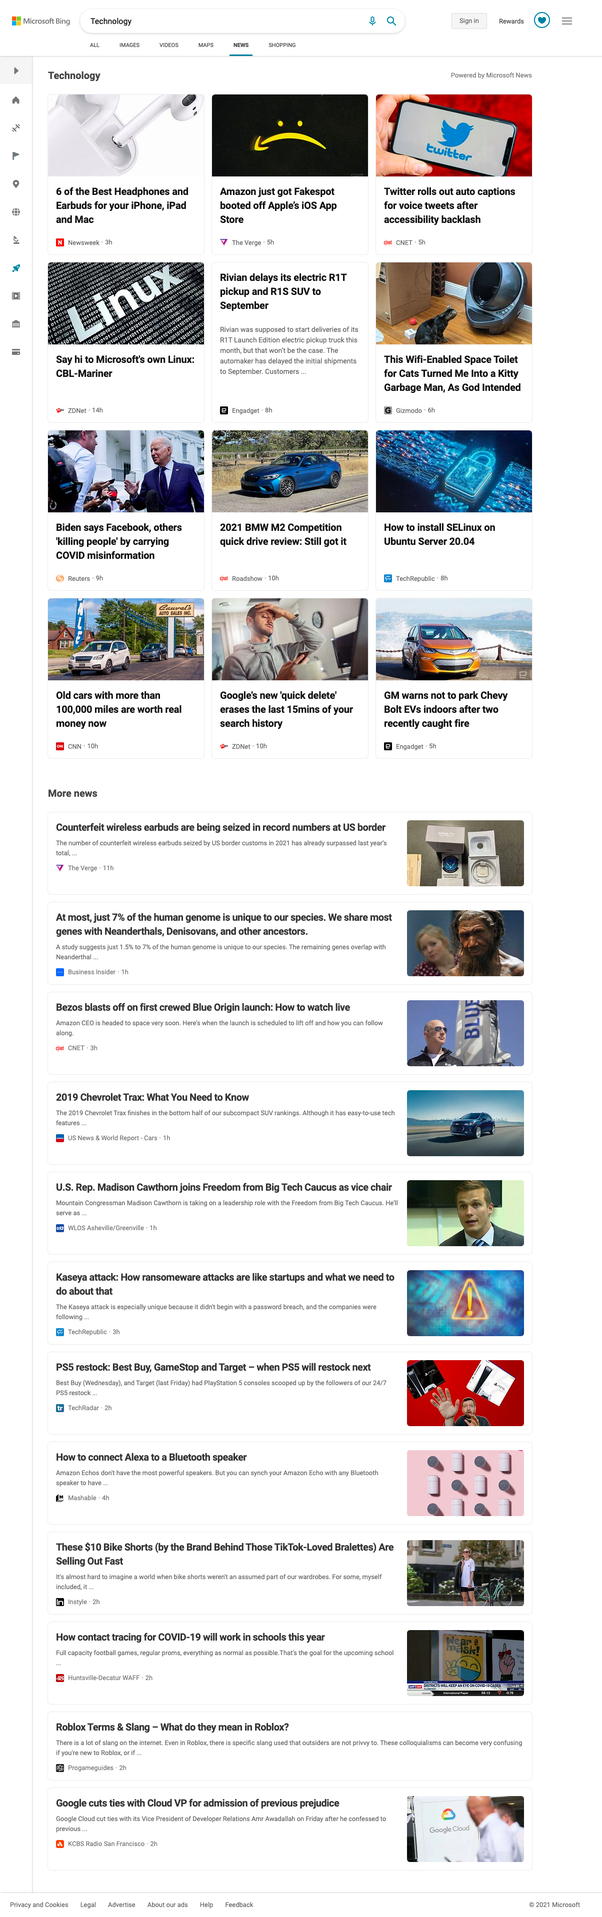 Microsoft Bing
Technology
Sign in
Rewards
ALL
IMAGES
VIDEOS
MAPS
NEWS
SHOPPING
Technology
Powered by Microsoft News
twitter
6 of the Best Headphones and
Earbuds for your iPhone, iPad
and Mac
Newsweek · 3h
Amazon just got Fakespot
booted off Apple's iOS App
Store
The Verge · 5h
Twitter rolls out auto captions
for voice tweets after
accessibility backlash
CNET · 5h
Linux
Say hi to Microsoft's own Linux:
CBL-Mariner
ZDNet · 14h
Rivian delays its electric R1T
pickup and R1S SUV to
September
Rivian was supposed to start deliveries of its
R1T Launch Edition electric pickup truck this
month, but that won't be the case. The
automaker has delayed the initial shipments
to September. Customers ...
Engadget · 8h
This Wifi-Enabled Space Toilet
for Cats Turned Me Into a Kitty
Garbage Man, As God Intended
Gizmodo · 6h
Biden says Facebook, others
'killing people' by carrying
COVID misinformation
Reuters · 9h
2021 BMW M2 Competition
quick drive review: Still got it
Roadshow · 10h
How to install SELinux on
Ubuntu Server 20.04
TechRepublic · 8h
AUTO SALES INC.
Old cars with more than
100,000 miles are worth real
money now
CNN · 10h
Google's new 'quick delete'
erases the last 15mins of your
search history
ZDNet · 10h
GM warns not to park Chevy
Bolt EVs indoors after two
recently caught fire
Engadget · 5h
More news
Counterfeit wireless earbuds are being seized in record numbers at US border
The number of counterfeit wireless earbuds seized by US border customs in 2021 has already surpassed last year's
total, ...
The Verge · 11h
At most, just 7% of the human genome is unique to our species. We share most
genes with Neanderthals, Denisovans, and other ancestors.
A study suggests just 1.5% to 7% of the human genome is unique to our species. The remaining genes overlap with
Neanderthal ...
Business Insider · 1h
Bezos blasts off on first crewed Blue Origin launch: How to watch live
Amazon CEO is headed to space very soon. Here's when the launch is scheduled to lift off and how you can follow
along.
CNET · 3h
BLUE
2019 Chevrolet Trax: What You Need to Know
The 2019 Chevrolet Trax finishes in the bottom half of our subcompact SUV rankings. Although it has easy-to-use tech
features ...
US News & World Report - Cars · 1h
U.S. Rep. Madison Cawthorn joins Freedom from Big Tech Caucus as vice chair
Mountain Congressman Madison Cawthorn is taking on a leadership role with the Freedom from Big Tech Caucus. He'll
serve as ...
WLOS Asheville/Greenville · 1h
Kaseya attack: How ransomeware attacks are like startups and what we need to
do about that
The Kaseya attack is especially unique because it didn't begin with a password breach, and the companies were
following ...
TechRepublic · 3h
PS5 restock: Best Buy, GameStop and Target – when PS5 will restock next
Best Buy (Wednesday), and Target (last Friday) had PlayStation 5 consoles scooped up by the followers of our 24/7
PS5 restock ...
TechRadar · 2h
How to connect Alexa to a Bluetooth speaker
Amazon Echos don't have the most powerful speakers. But you can synch your Amazon Echo with any Bluetooth
speaker to have ...
Mashable · 4h
These $10 Bike Shorts (by the Brand Behind Those TikTok-Loved Bralettes) Are
Selling Out Fast
It's almost hard to imagine a world when bike shorts weren't an assumed part of our wardrobes. For some, myself
included, it ...
Instyle · 2h
How contact tracing for COVID-19 will work in schools this year
Full capacity football games, regular proms, everything as normal as possible.That's the goal for the upcoming school
...
Huntsville-Decatur WAFF · 2h
Wear a
mask!
Roblox Terms & Slang – What do they mean in Roblox?
There is a lot of slang on the internet. Even in Roblox, there is specific slang used that outsiders are not privvy to. These colloquialisms can become very confusing
if you're new to Roblox, or if ...
Progameguides · 2h
Google cuts ties with Cloud VP for admission of previous prejudice
Google Cloud cut ties with its Vice President of Developer Relations Amr Awadallah on Friday after he confessed to
previous ...
KCBS Radio San Francisco · 2h
Google Cloud
Privacy and Cookies
Legal
Advertise
About our ads
Help
Feedback
© 2021 Microsoft